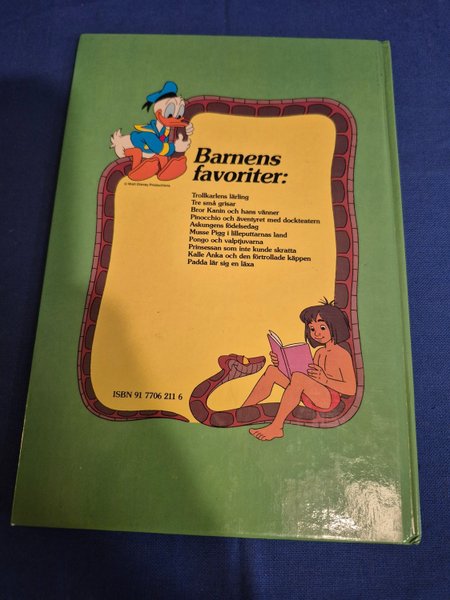 © Walt Disney Productions
Barnens
favoriter:
Trollkarlens lärling
Tre små grisar
Bror Kanin och hans vänner
Pinocchio och äventyret med dockteatern
Askungens födelsedag
Musse Pigg i lilleputtarnas land
Pongo och valptjuvarna
Prinsessan som inte kunde skratta
Kalle Anka och den förtrollade käppen
Padda lär sig en läxa
ISBN 91 7706 211 6